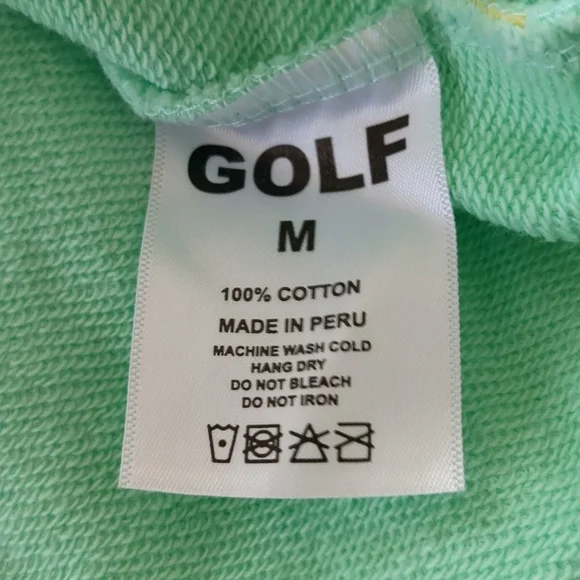 GOLF
M
100% COTTON
MADE IN PERU
MACHINE WASH COLD
HANG DRY
DO NOT BLEACH
DO NOT IRON